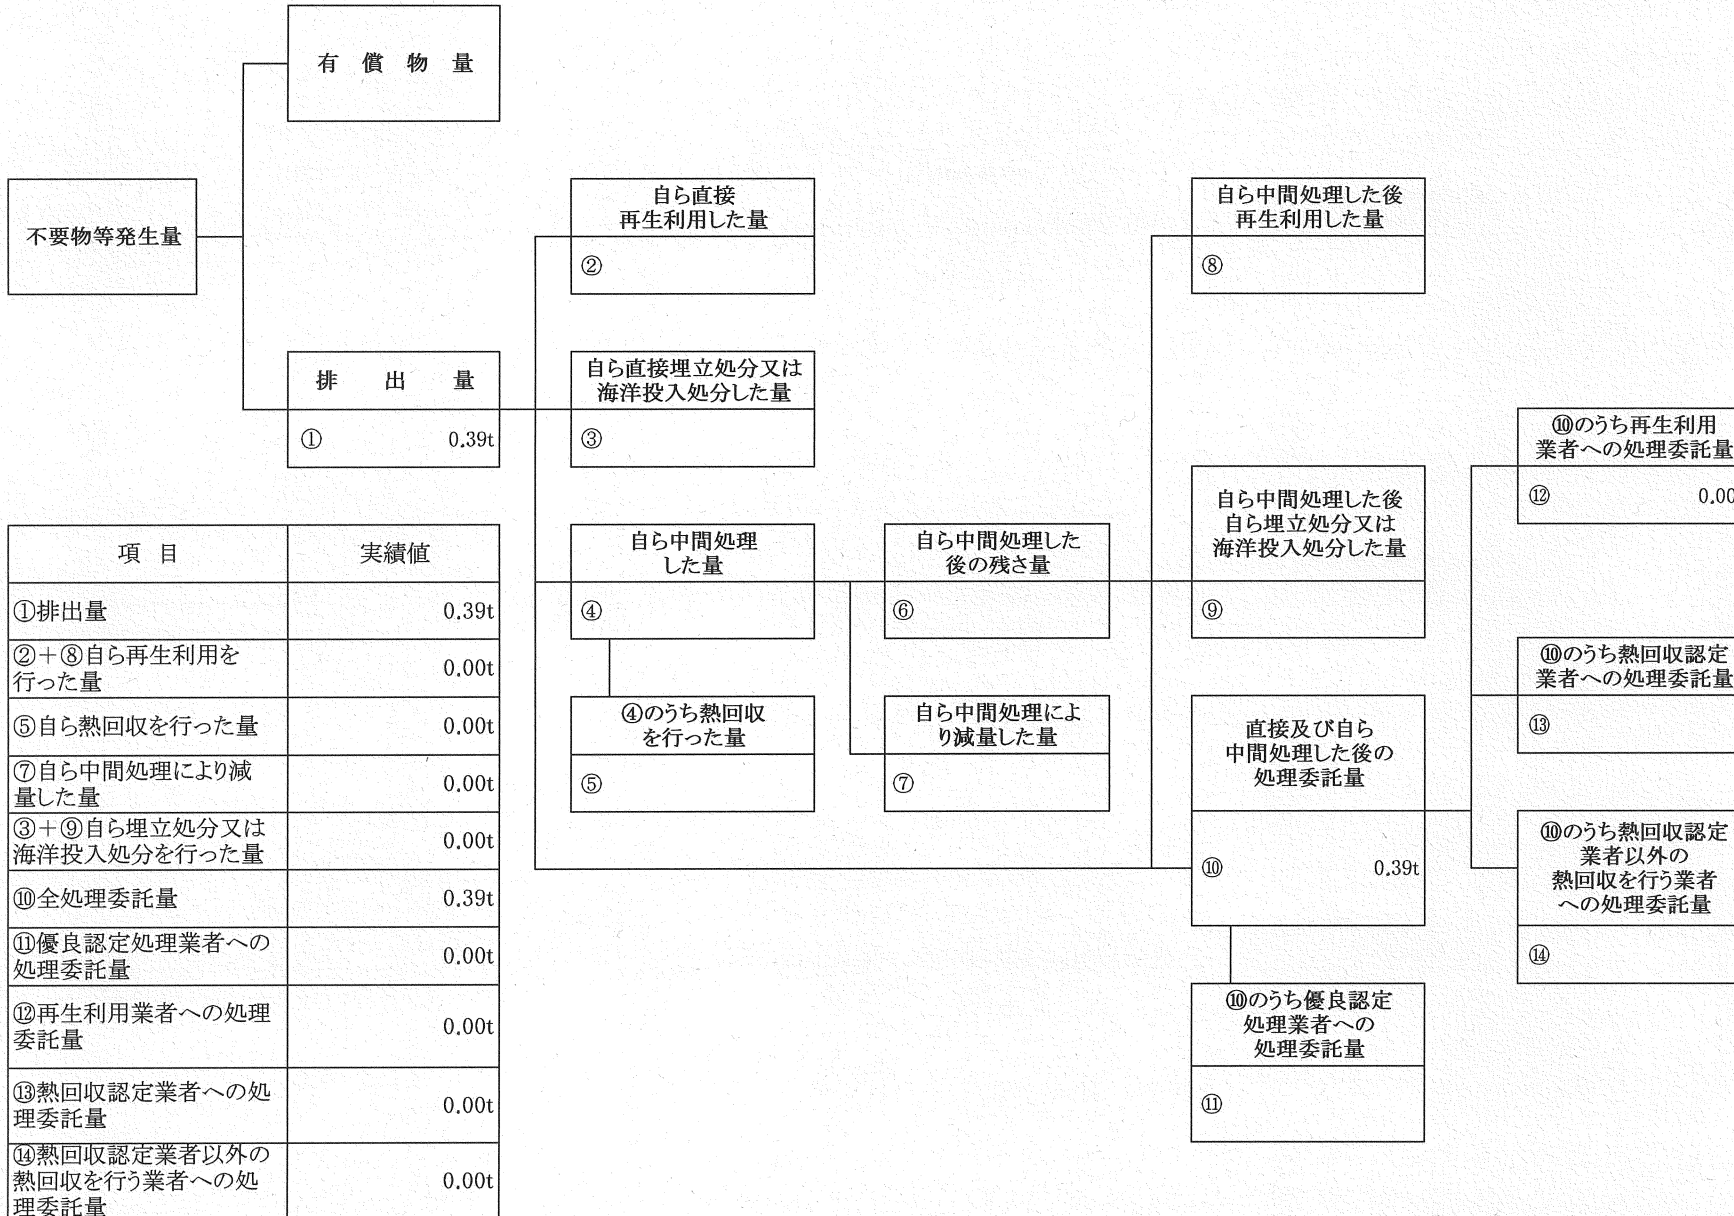 有償物量
不要物等発生量
自ら直接
再生利用した量
②
自ら中間処理した後
再生利用した量
⑧
排出量
① 0.39t
自ら直接埋立処分又は
海洋投入処分した量
③
⑩のうち再生利用
業者への処理委託量
⑫ 0.00
自ら中間処理
した量
④
自ら中間処理した
後の残さ量
⑥
自ら中間処理した後
自ら埋立処分又は
海洋投入処分した量
⑨
⑩のうち熱回収認定
業者への処理委託量
⑬
④のうち熱回収
を行った量
⑤
自ら中間処理によ
り減量した量
⑦
直接及び自ら
中間処理した後の
処理委託量
⑩ 0.39t
⑩のうち熱回収認定
業者以外の
熱回収を行う業者
への処理委託量
⑭
⑩のうち優良認定
処理業者への
処理委託量
⑪
項目 実績値
①排出量 0.39t
②+⑧自ら再生利用を
行った量 0.00t
⑤自ら熱回収を行った量 0.00t
⑦自ら中間処理により減
量した量 0.00t
③+⑨自ら埋立処分又は
海洋投入処分を行った量 0.00t
⑩全処理委託量 0.39t
⑪優良認定処理業者への
処理委託量 0.00t
⑫再生利用業者への処理
委託量 0.00t
⑬熱回収認定業者への処
理委託量 0.00t
⑭熱回収認定業者以外の
熱回収を行う業者への処
理委託量 0.00t